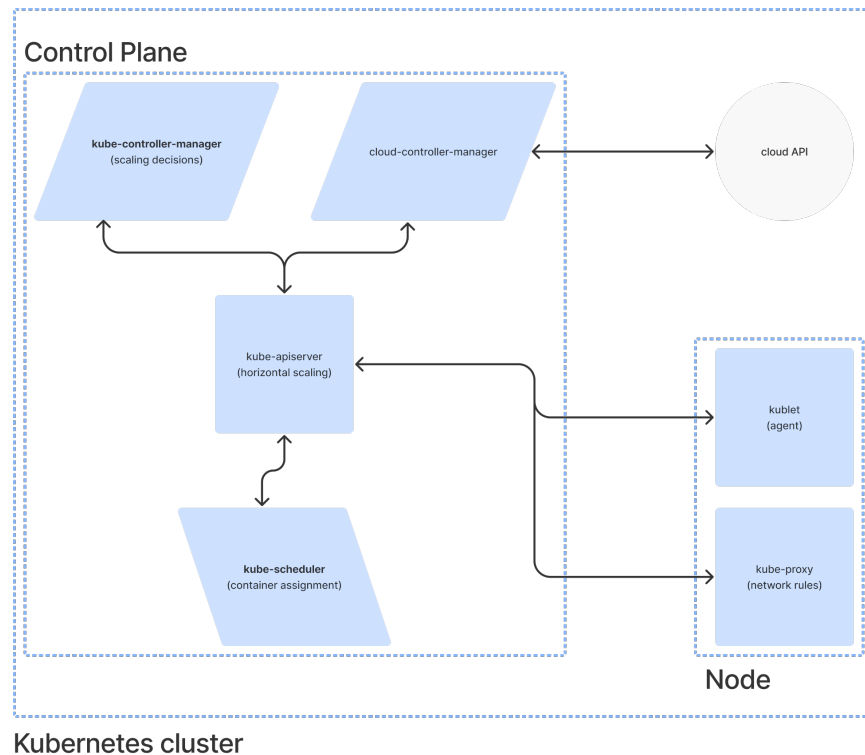 Control Plane
kube-controller-manager
(scaling decisions)
cloud-controller-manager
cloud API
kube-apiserver
(horizontal scaling)
kublet
(agent)
kube-scheduler
(container assignment)
kube-proxy
(network rules)
Node
Kubernetes cluster